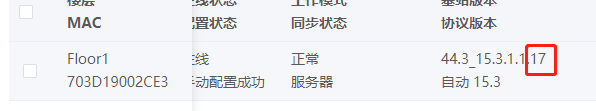 楼层 线状态 工作模式 基站版本
MAC 配置状态 同步状态 协议版本
Floor1 线 正常 44.3_15.3.1.1.17
703D19002CE3 动配置成功 服务器 自动 15.3